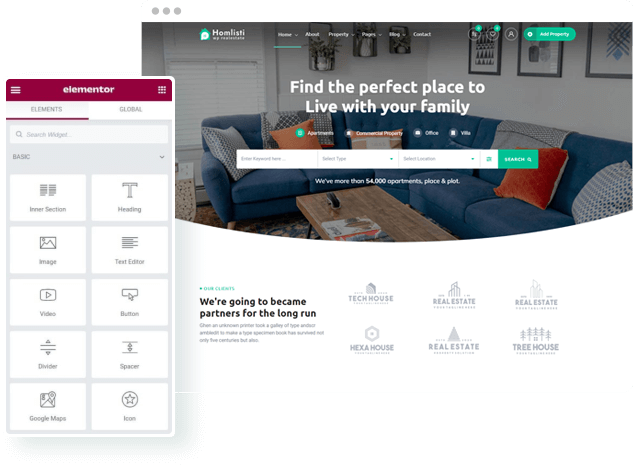 Homlisti
my realestate
Home
About
Property
Pages
Blog
Contact
Add Property
Find the perfect place to
Live with your family
Apartments
Commercial Property
Office
Villa
Enter Keyword here ...
Select Type
Select Location
SEARCH
We've more than 54,000 apartments, place & plot.
elementor
ELEMENTS
GLOBAL
Search Widget...
BASIC
Inner Section
Heading
Image
Text Editor
Video
Button
Divider
Spacer
Google Maps
Icon
OUR CLIENTS
We're going to became
partners for the long run
Ghen an unknown printer took a galley of type andscr
ambledit to make a type specimen book has survived not
only five centuries but also.
TECH HOUSE
REAL ESTATE
REAL ESTATE
HEXA HOUSE
REAL ESTATE
TREE HOUSE